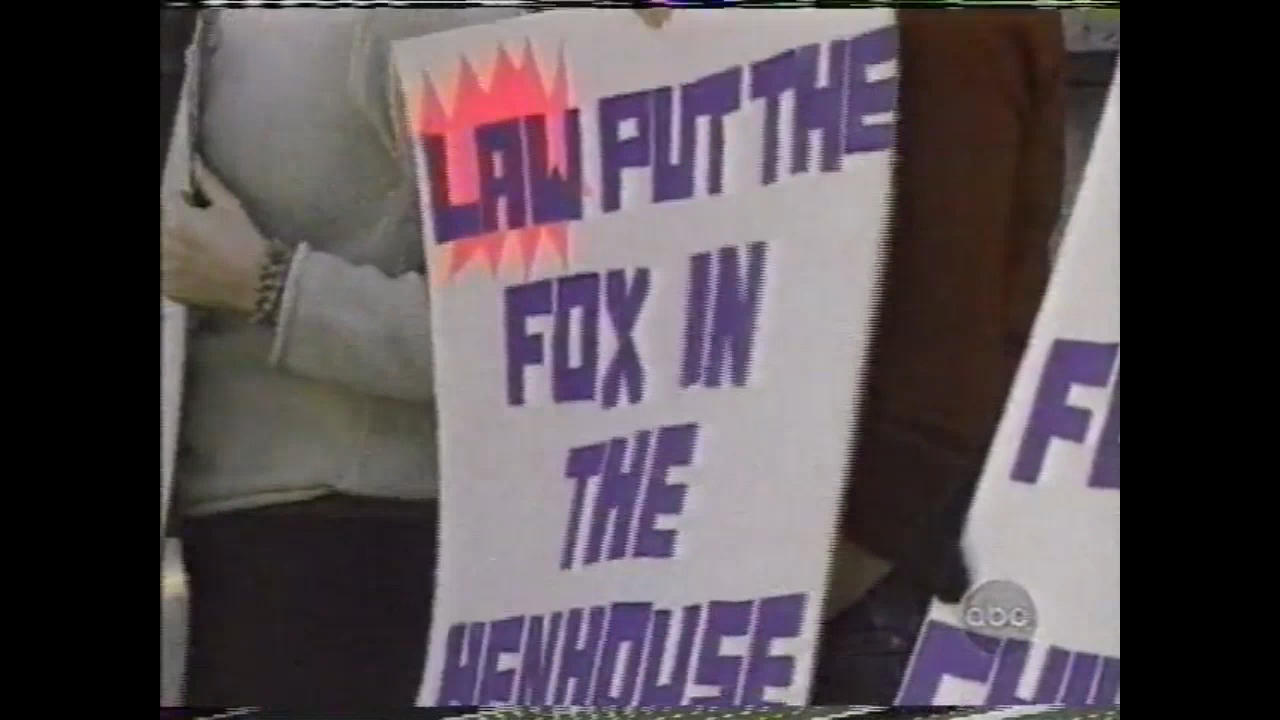 LAW PUT THE
FOX IN
THE
HENHOUSE
abc